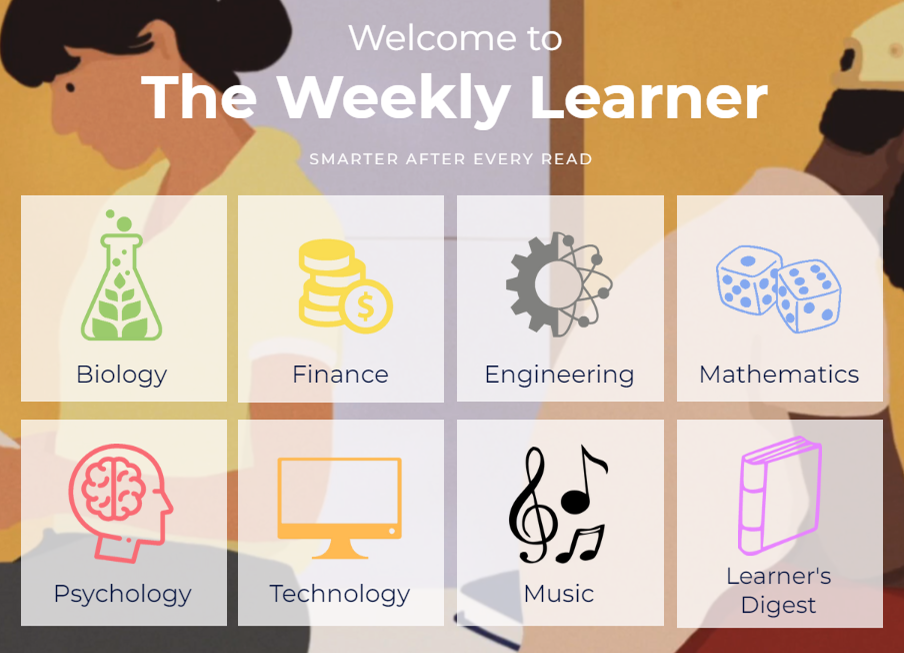 Welcome to
The Weekly Learner
SMARTER AFTER EVERY READ
Biology
Finance
Engineering
Mathematics
Psychology
Technology
Music
Learner's
Digest